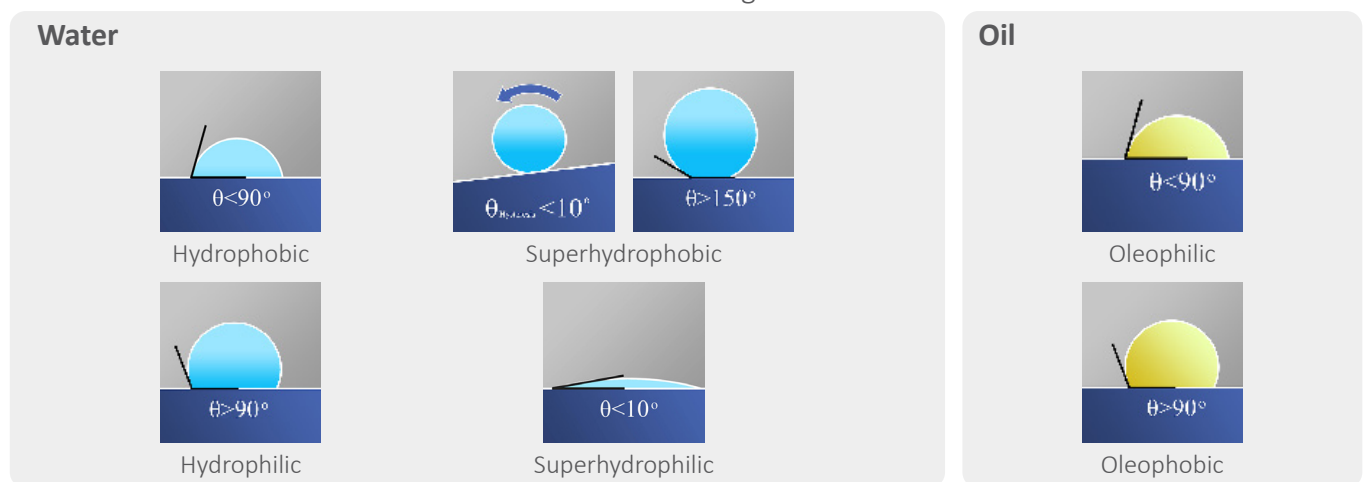 Water
Oil
θ<90°
Hydrophobic
<10°
θ>150°
Superhydrophobic
θ>90°
Hydrophilic
θ<10°
Superhydrophilic
θ<90°
Oleophilic
θ>90°
Oleophobic